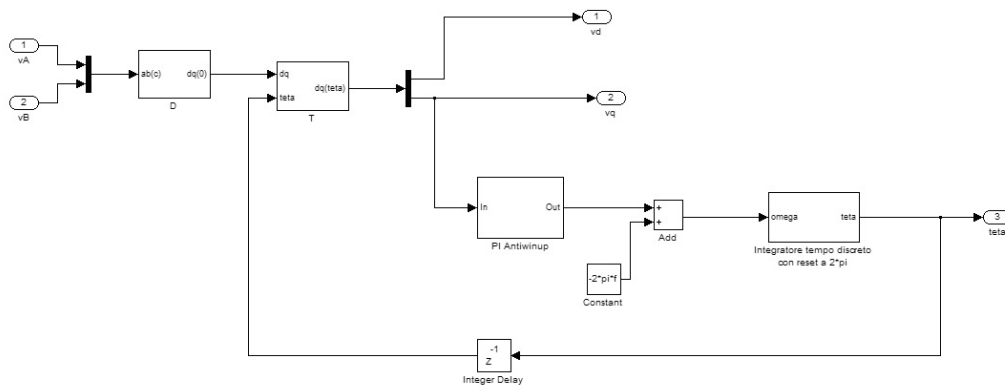 1
vd
1
vA
ab(c) dq(0)
D
dq
teta
dq(teta)
T
2
vB
2
vq
In Out
PI Antiwinup
+
+
Add
omega teta
Integratore tempo discreto
con reset a 2*pi
3
teta
-2*pi*f
Constant
-1
Z
Integer Delay